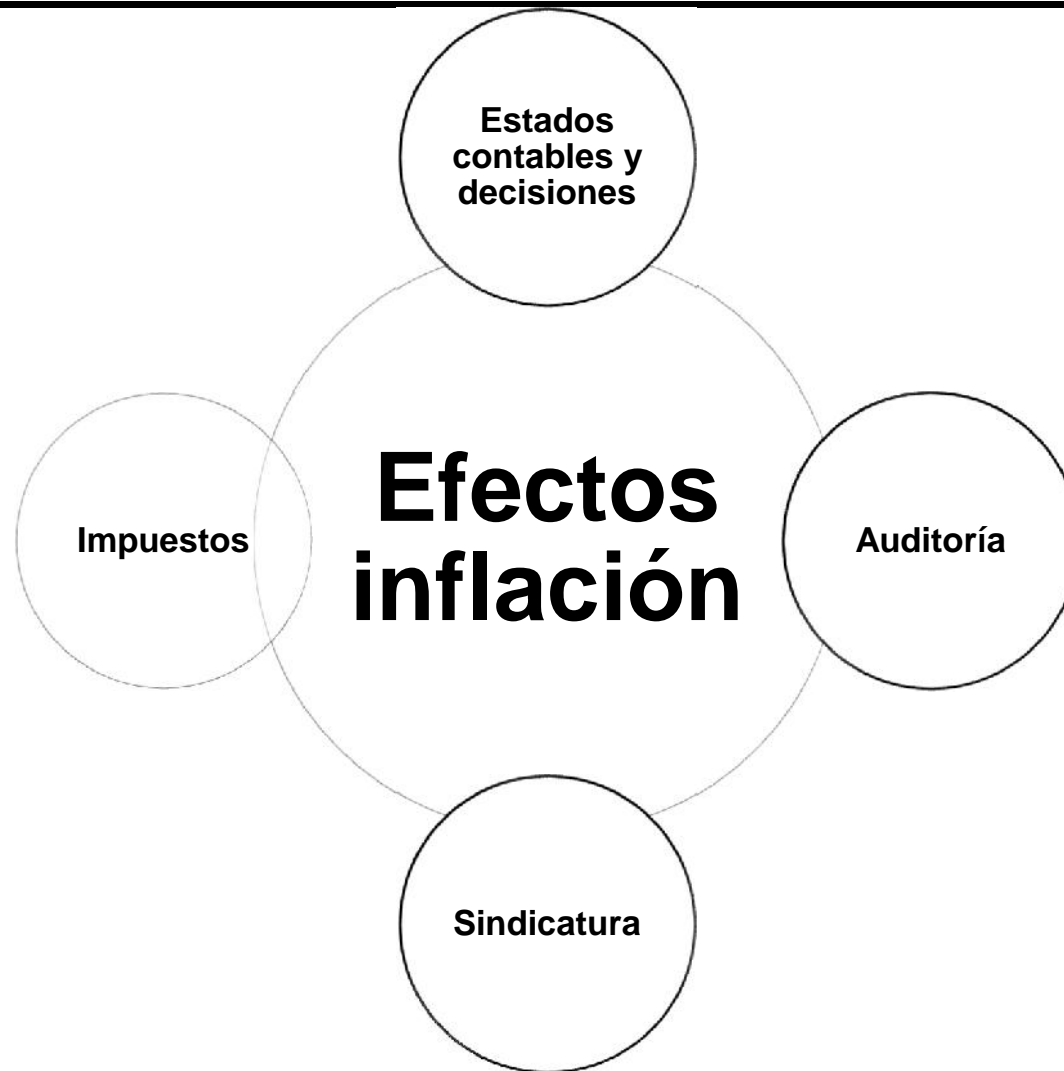 Estados
contables y
decisiones
Impuestos
Efectos
inflación
Auditoría
Sindicatura